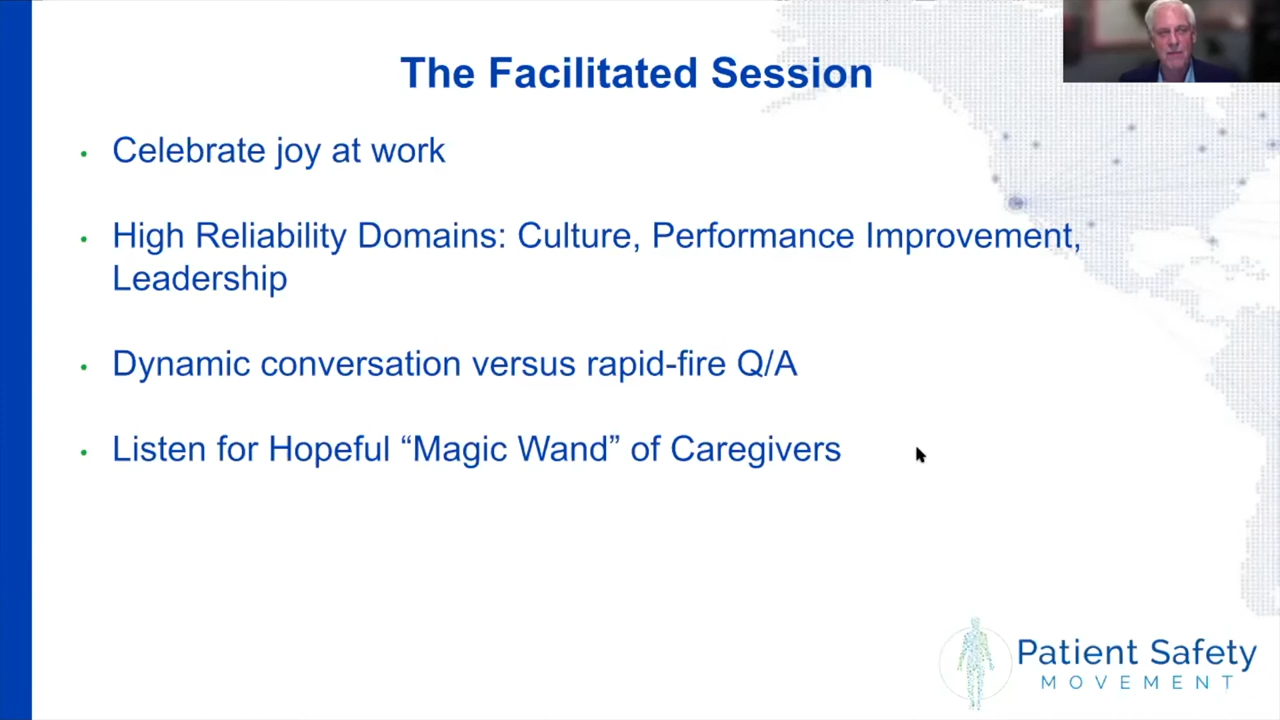 The Facilitated Session
• Celebrate joy at work
• High Reliability Domains: Culture, Performance Improvement,
Leadership
• Dynamic conversation versus rapid-fire Q/A
• Listen for Hopeful “Magic Wand” of Caregivers
Patient Safety
MOVEMENT